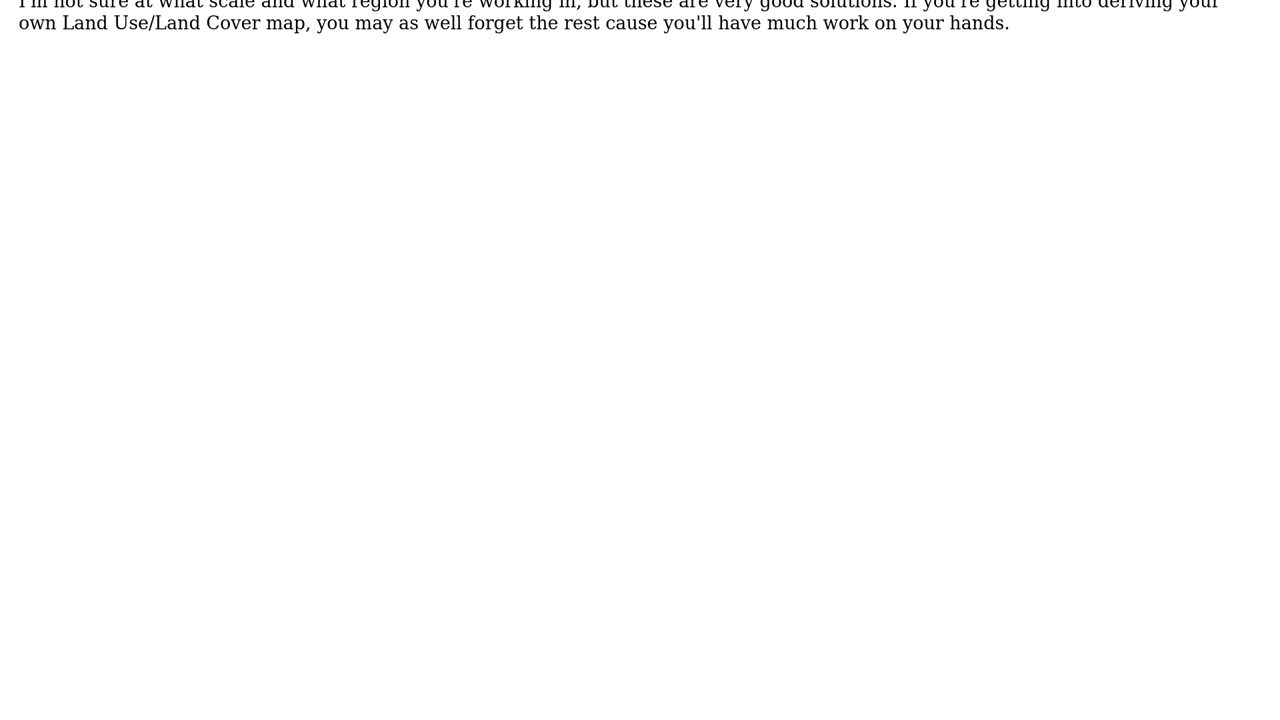 I'm not sure at what scale and what region you're working in, but these are very good solutions. If you're getting into deriving your
own Land Use/Land Cover map, you may as well forget the rest cause you'll have much work on your hands.